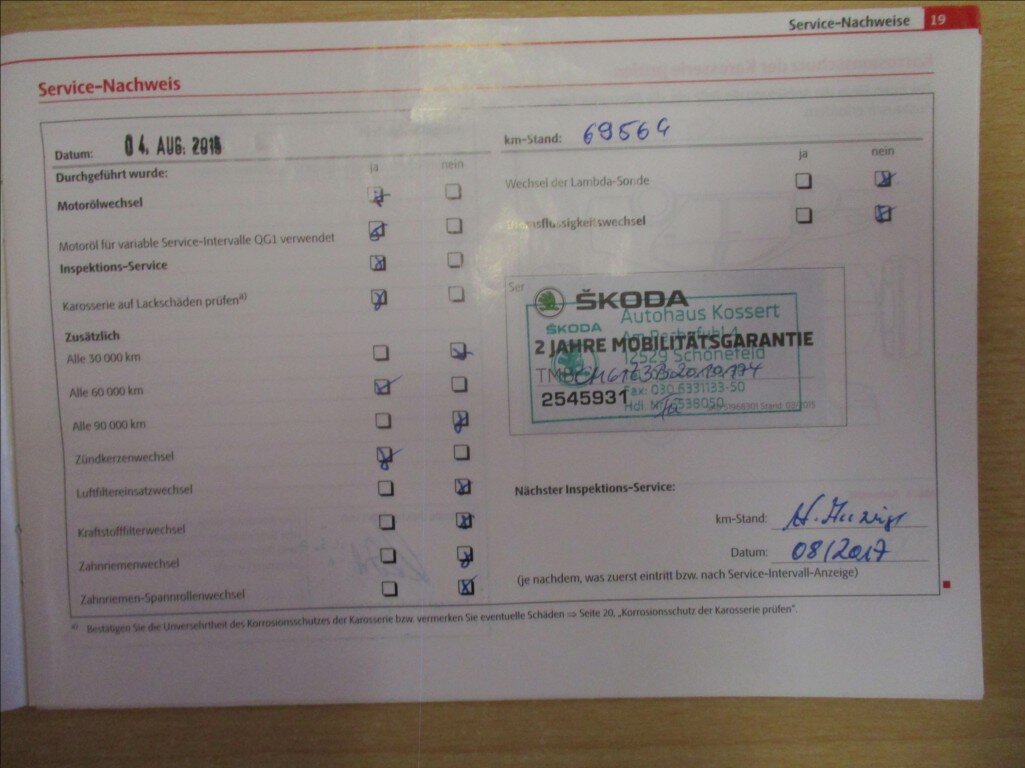 Service-Nachweise 19
Service-Nachweis
Datum: 04. AUG. 2015
km-Stand: 69564
ja nein
ja nein
Durchgeführt wurde:
Motorölwechsel
Motoröl für variable Service-Intervalle QG1 verwendet
Inspektions-Service
Karosserie auf Lackschäden prüfen a)
Zusätzlich
Alle 30 000 km
Alle 60 000 km
Alle 90 000 km
Zündkerzenwechsel
Luftfiltereinsatzwechsel
Kraftstofffilterwechsel
Zahnriemenwechsel
Zahnriemen-Spannrollenwechsel
Wechsel der Lambda-Sonde
Bremsflüssigkeitswechsel
Ser
ŠKODA
Autohaus Kossert
ŠKODA
2 JAHRE MOBILITÄTSGARANTIE
12529 Schönefeld
2545931
Fax: 030 6331133-50
Stand: 03/2015
Nächster Inspektions-Service:
km-Stand:
Datum: 08/2017
(je nachdem, was zuerst eintritt bzw. nach Service-Intervall-Anzeige)
a) Bestätigen Sie die Unversehrtheit des Korrosionsschutzes der Karosserie bzw. vermerken Sie eventuelle Schäden ⇒ Seite 20, „Korrosionsschutz der Karosserie prüfen".